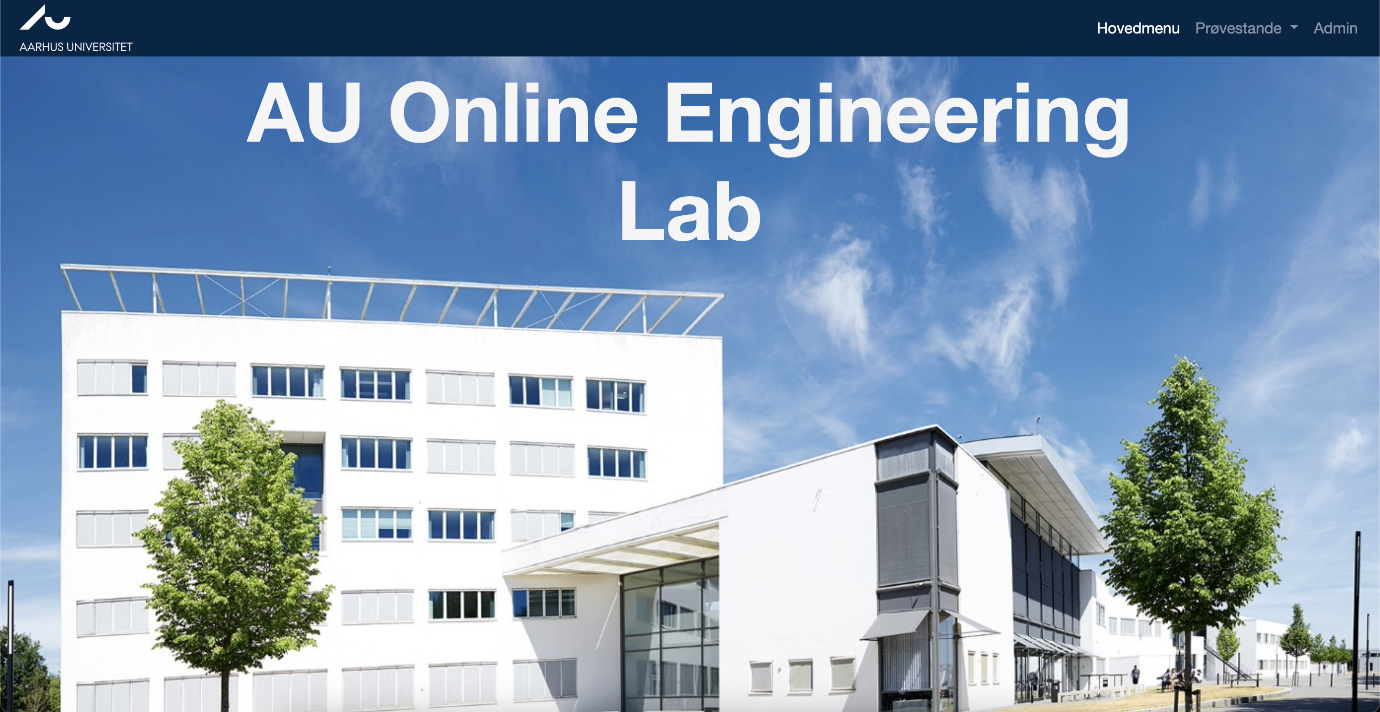 AARHUS UNIVERSITET
Hovedmenu Prøvestande Admin
AU Online Engineering
Lab